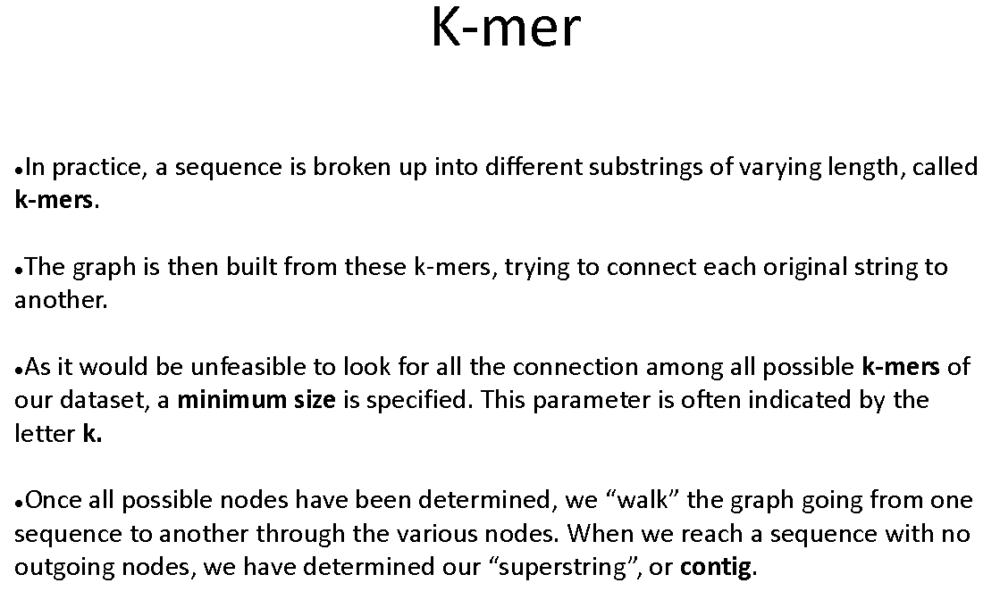 K-mer
•In practice, a sequence is broken up into different substrings of varying length, called
k-mers.
•The graph is then built from these k-mers, trying to connect each original string to
another.
•As it would be unfeasible to look for all the connection among all possible k-mers of
our dataset, a minimum size is specified. This parameter is often indicated by the
letter k.
•Once all possible nodes have been determined, we “walk” the graph going from one
sequence to another through the various nodes. When we reach a sequence with no
outgoing nodes, we have determined our “superstring”, or contig.